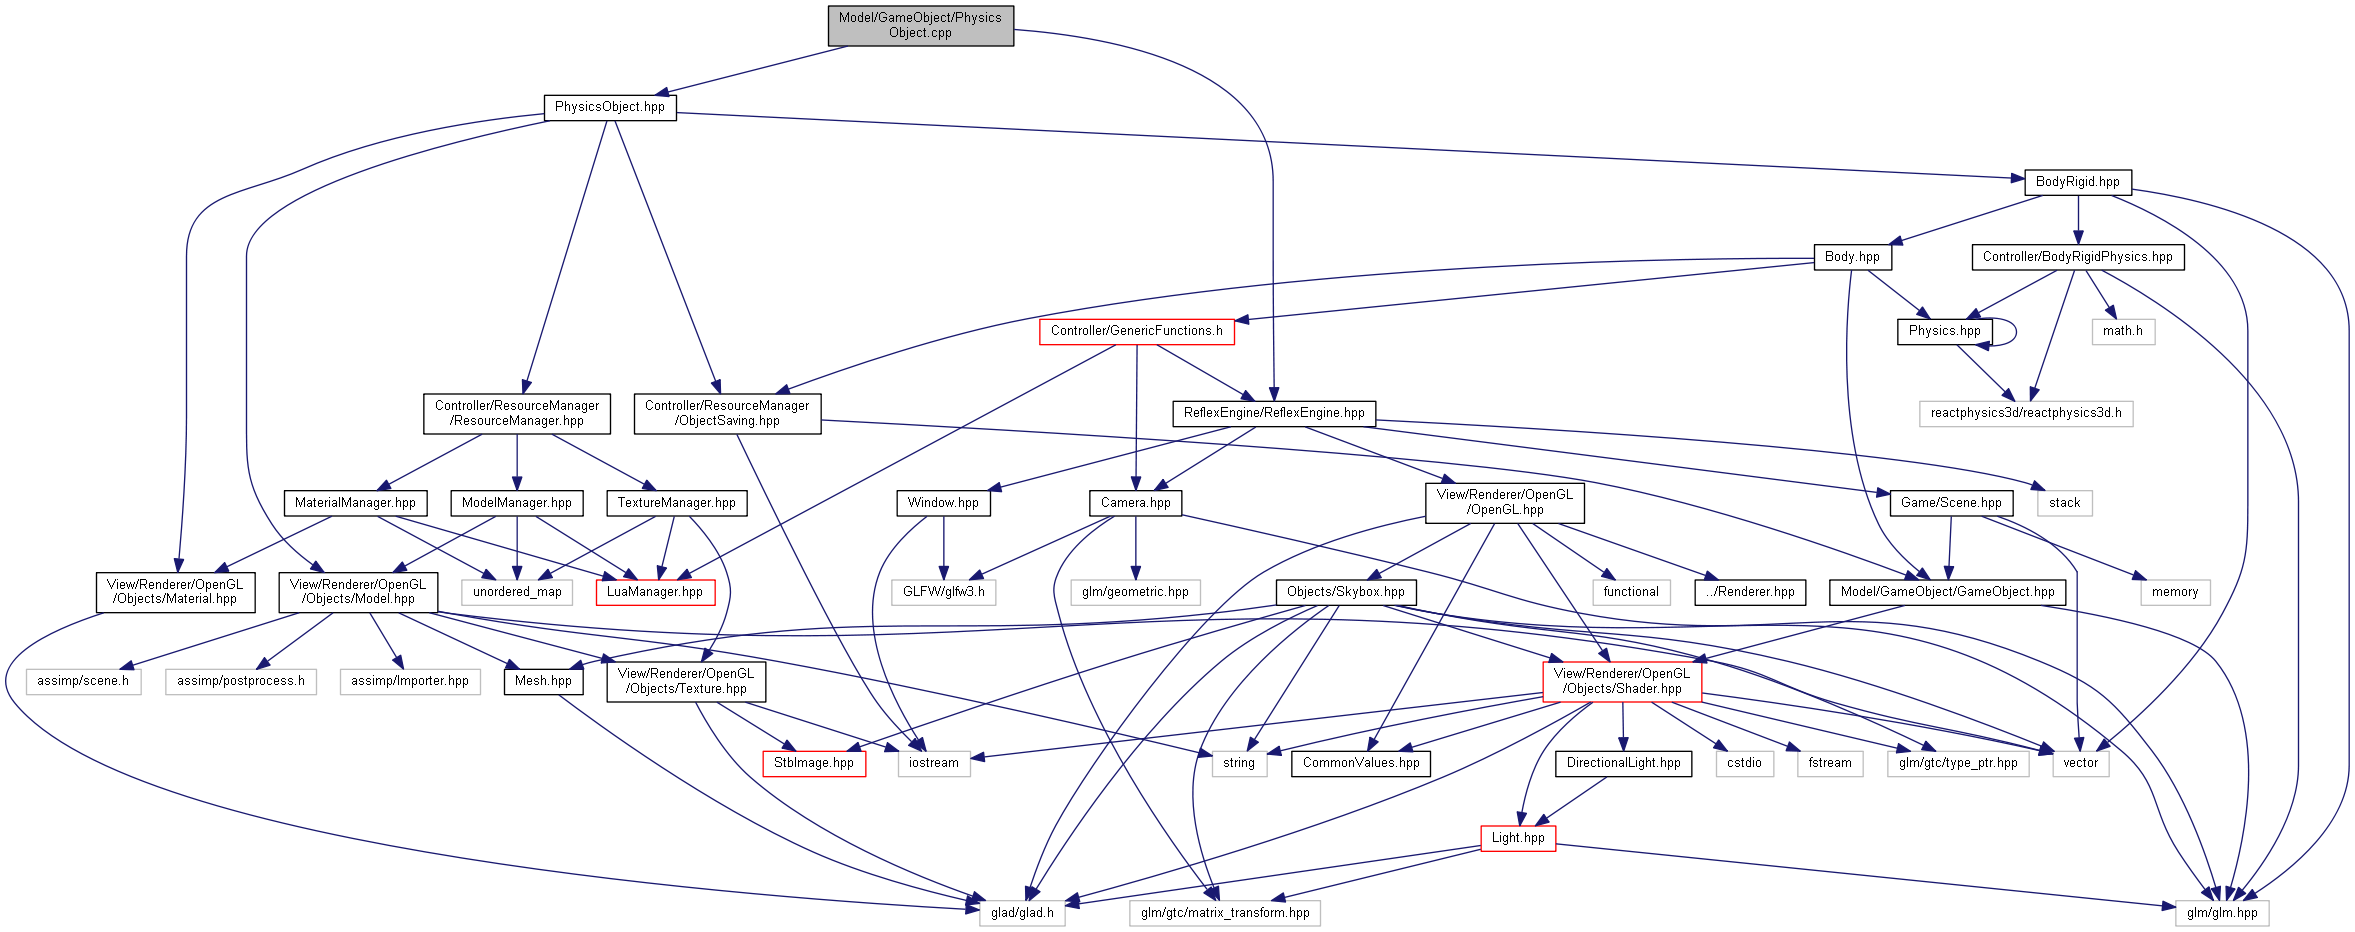 Model/GameObject/Physics
Object.cpp
PhysicsObject.hpp
BodyRigid.hpp
Body.hpp
Controller/BodyRigidPhysics.hpp
Controller/GenericFunctions.h
Physics.hpp
math.h
Controller/ResourceManager
/ResourceManager.hpp
Controller/ResourceManager
/ObjectSaving.hpp
ReflexEngine/ReflexEngine.hpp
reactphysics3d/reactphysics3d.h
MaterialManager.hpp
ModelManager.hpp
TextureManager.hpp
Window.hpp
Camera.hpp
View/Renderer/OpenGL
/OpenGL.hpp
Game/Scene.hpp
stack
View/Renderer/OpenGL
/Objects/Material.hpp
View/Renderer/OpenGL
/Objects/Model.hpp
unordered_map
LuaManager.hpp
GLFW/glfw3.h
glm/geometric.hpp
Objects/Skybox.hpp
functional
../Renderer.hpp
Model/GameObject/GameObject.hpp
memory
assimp/scene.h
assimp/postprocess.h
assimp/Importer.hpp
Mesh.hpp
View/Renderer/OpenGL
/Objects/Texture.hpp
View/Renderer/OpenGL
/Objects/Shader.hpp
StbImage.hpp
iostream
string
CommonValues.hpp
DirectionalLight.hpp
cstdio
fstream
glm/gtc/type_ptr.hpp
vector
Light.hpp
glad/glad.h
glm/gtc/matrix_transform.hpp
glm/glm.hpp